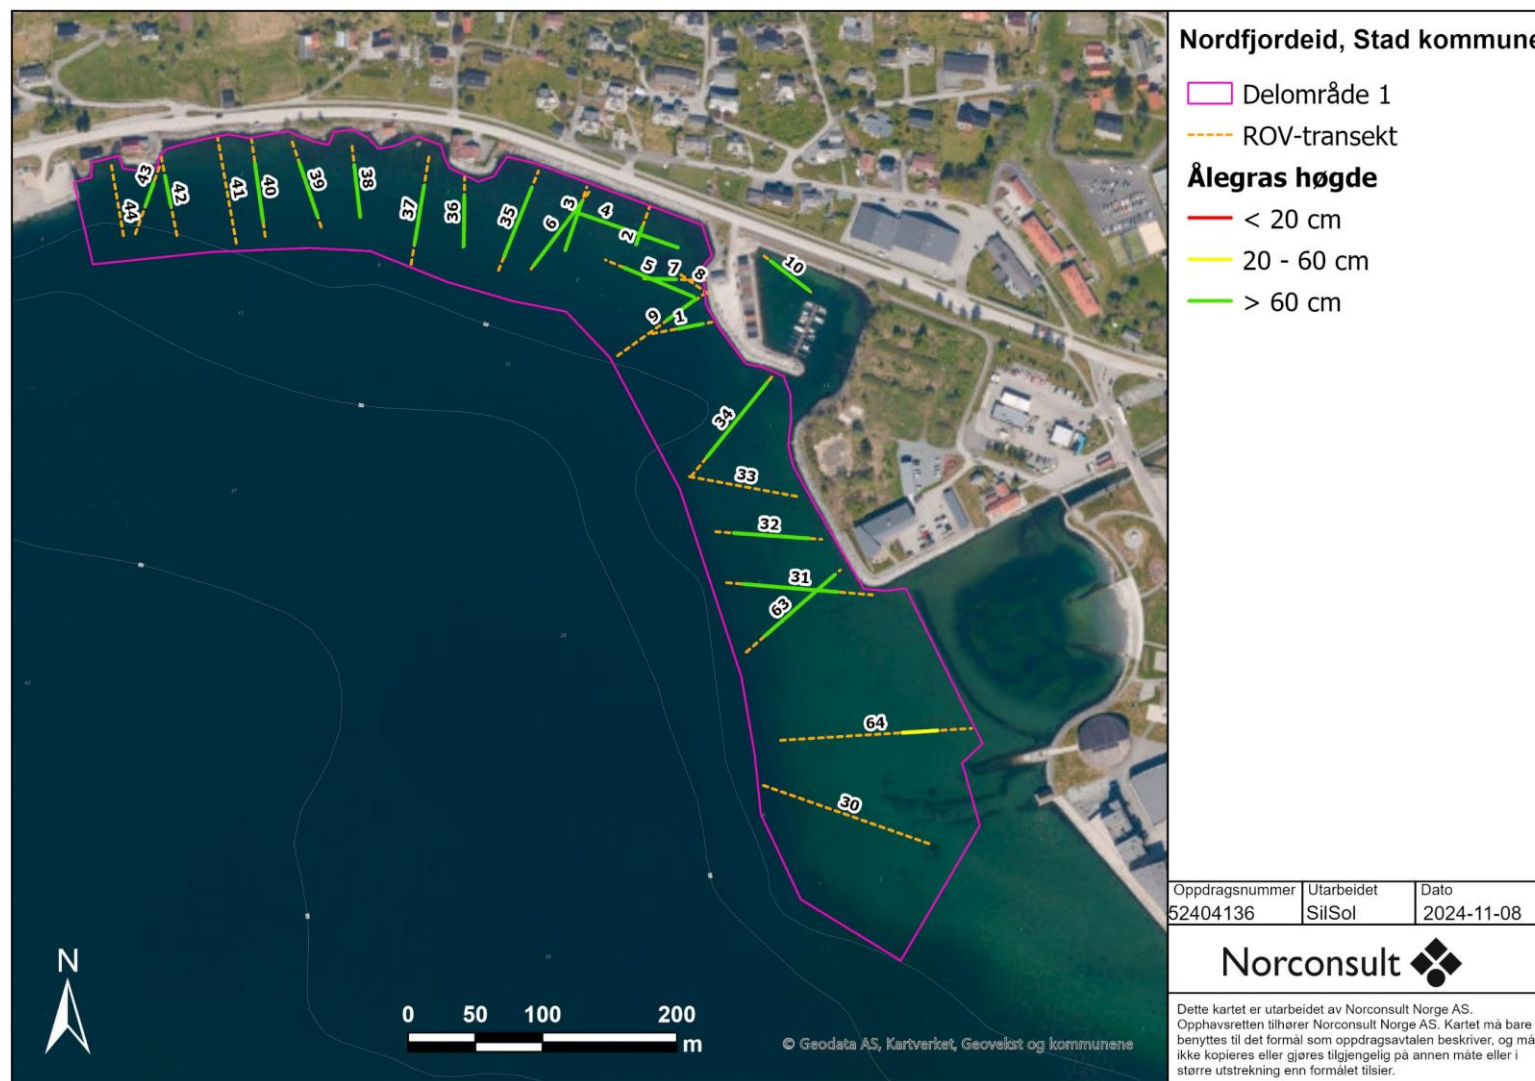 Nordfjordeid, Stad kommune
Delområde 1
ROV-transekt
Ålegras høgde
< 20 cm
20 - 60 cm
> 60 cm
44
43
42
41
40
39
38
37
36
35
6
3
4
2
5
7
8
9
1
10
34
33
32
31
63
64
30
N
0 50 100 200
m
© Geodata AS, Kartverket, Geovekst og kommunene
Oppdragsnummer Utarbeidet Dato
52404136 SilSol 2024-11-08
Norconsult
Dette kartet er utarbeidet av Norconsult Norge AS.
Opphavsretten tilhører Norconsult Norge AS. Kartet må bare
benyttes til det formål som oppdragsavtalen beskriver, og må
ikke kopieres eller gjøres tilgjengelig på annen måte eller i
større utstrekning enn formålet tilsier.